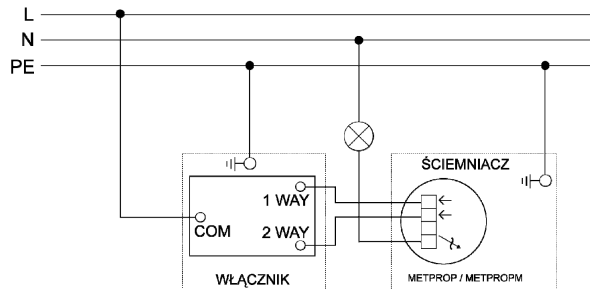 L
N
PE
ŚCIEMNIACZ
1 WAY
COM
2 WAY
WŁĄCZNIK
METPROP / METPROPM